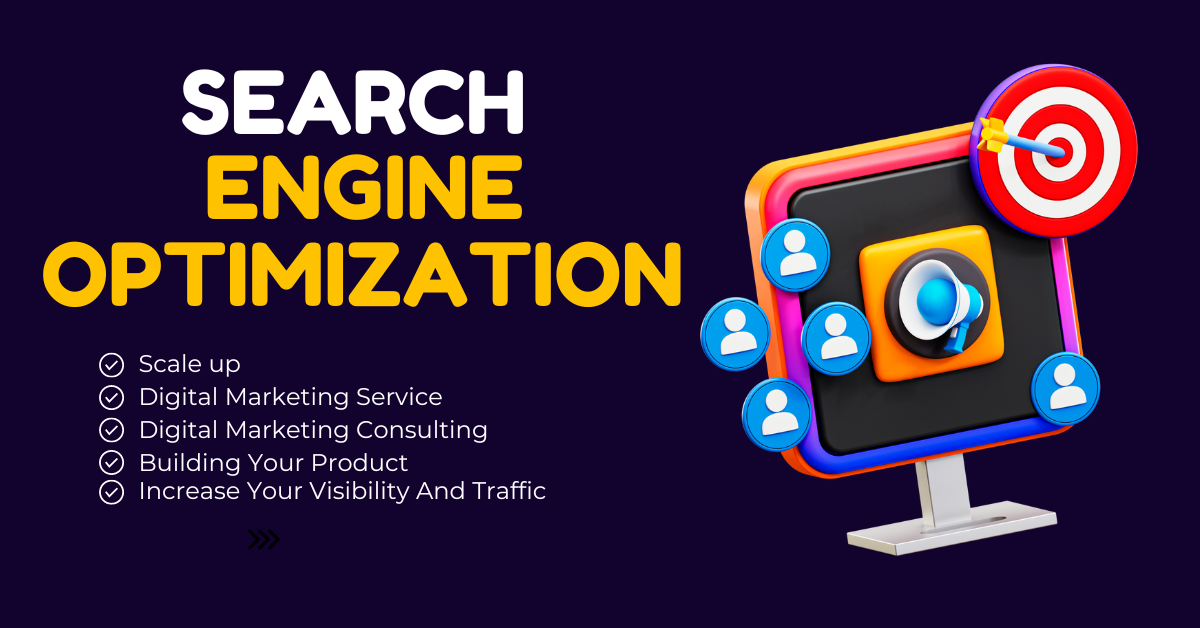 SEARCH
ENGINE
OPTIMIZATION
Scale up
Digital Marketing Service
Digital Marketing Consulting
Building Your Product
Increase Your Visibility And Traffic